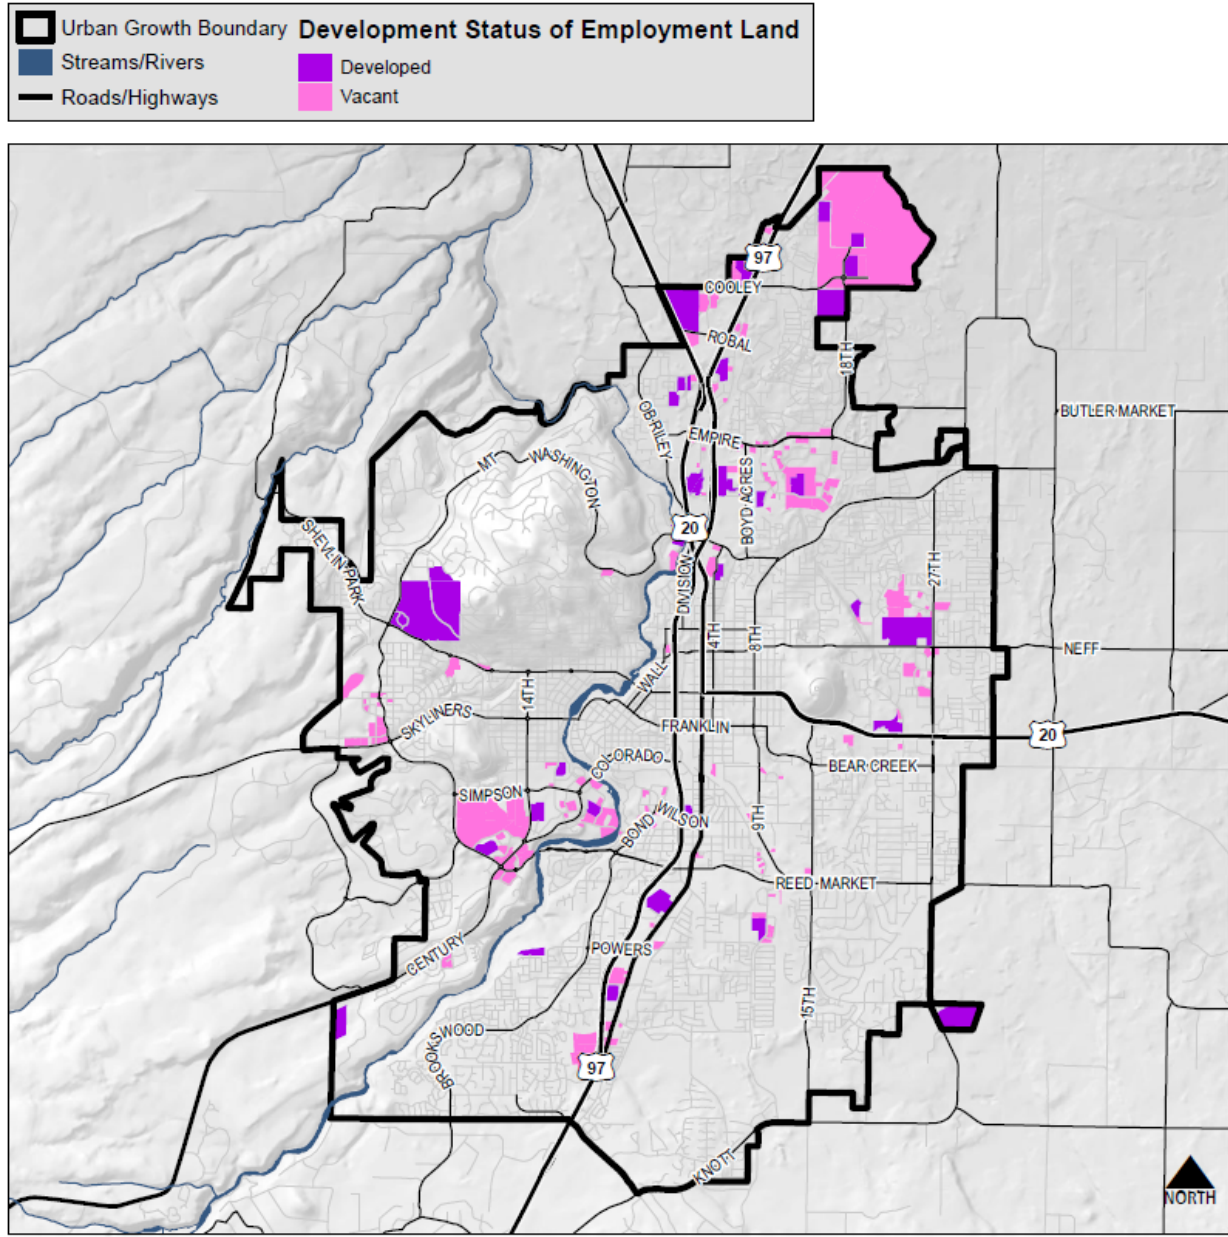 Urban Growth Boundary
Development Status of Employment Land
Streams/Rivers
Developed
Roads/Highways
Vacant
97
COOLEY
ROBAL
18TH
OB RILEY
BUTLER MARKET
EMPIRE
MT WASHINGTON
BOYD ACRES
20
SHEVLIN PARK
DIVISION
27TH
4TH
8TH
NEFF
WALL
14TH
SKYLINERS
FRANKLIN
20
COLORADO
BEAR CREEK
SIMPSON
BOND
WILSON
9TH
REED MARKET
CENTURY
POWERS
15TH
BROOKSWOOD
97
KNOTT
NORTH